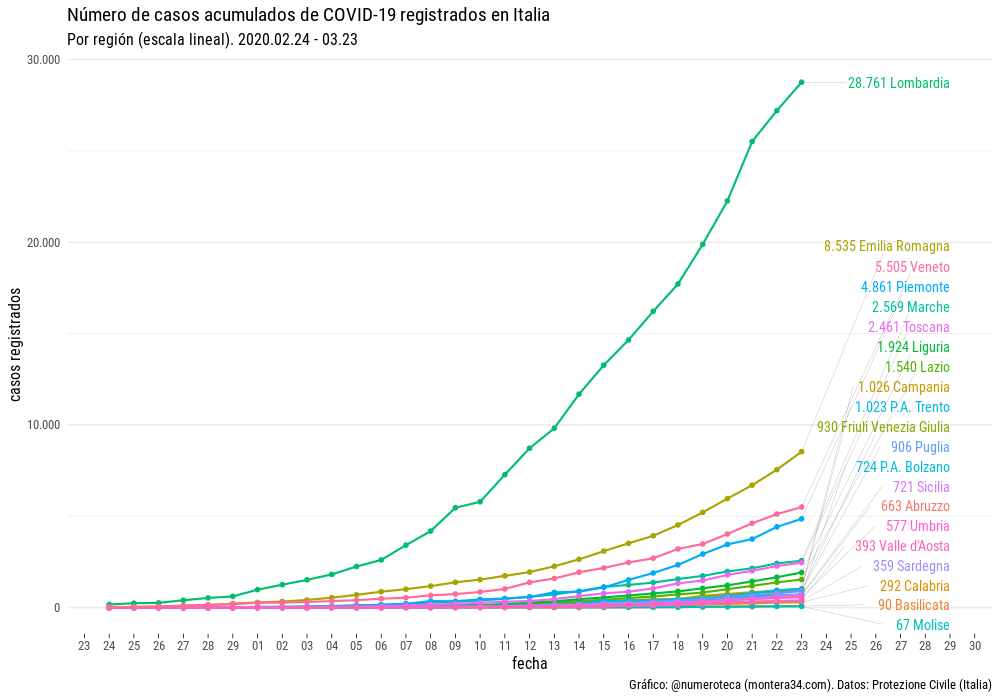 Número de casos acumulados de COVID-19 registrados en Italia
Por región (escala lineal). 2020.02.24 - 03.23
casos registrados
30.000
20.000
10.000
0
28.761 Lombardia
8.535 Emilia Romagna
5.505 Veneto
4.861 Piemonte
2.569 Marche
2.461 Toscana
1.924 Liguria
1.540 Lazio
1.026 Campania
1.023 P.A. Trento
930 Friuli Venezia Giulia
906 Puglia
724 P.A. Bolzano
721 Sicilia
663 Abruzzo
577 Umbria
393 Valle d'Aosta
359 Sardegna
292 Calabria
90 Basilicata
67 Molise
23 24 25 26 27 28 29 01 02 03 04 05 06 07 08 09 10 11 12 13 14 15 16 17 18 19 20 21 22 23 24 25 26 27 28 29 30
fecha
Gráfico: @numeroteca (montera34.com). Datos: Protezione Civile (Italia)